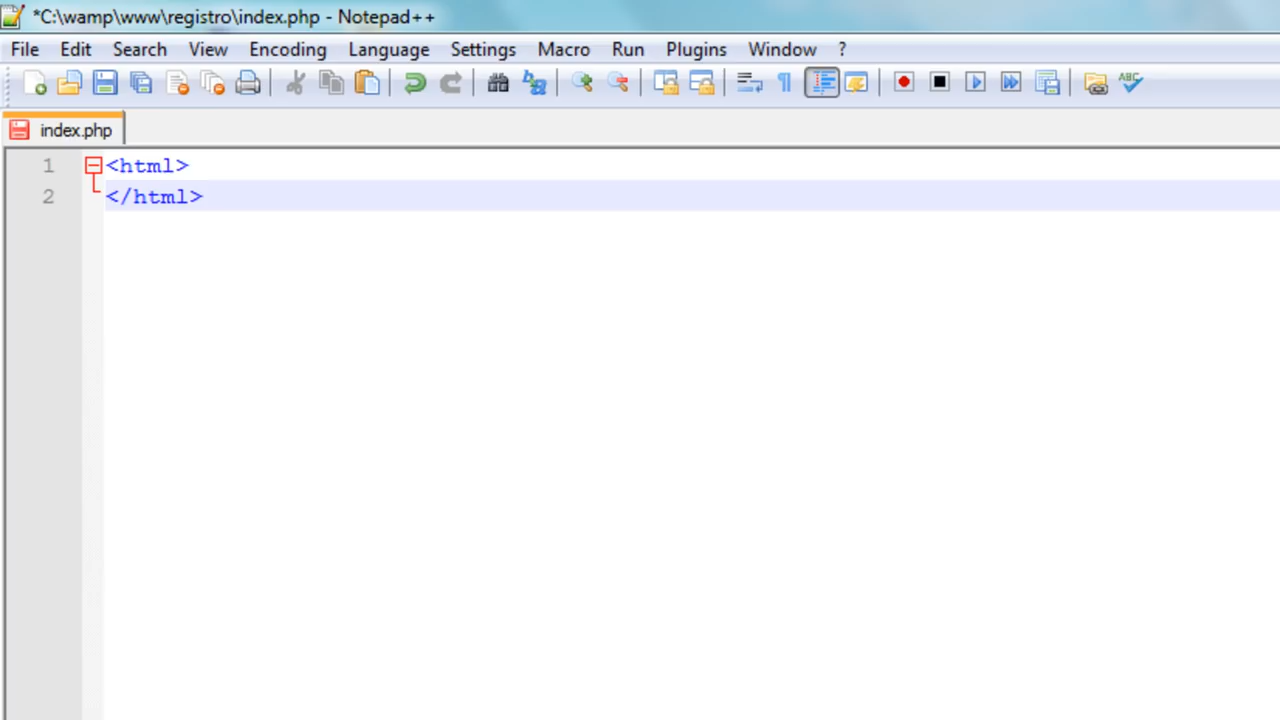 *C:\wamp\www\registro\index.php - Notepad++
File Edit Search View Encoding Language Settings Macro Run Plugins Window ?
ABC
index.php
1 <html>
2 </html>